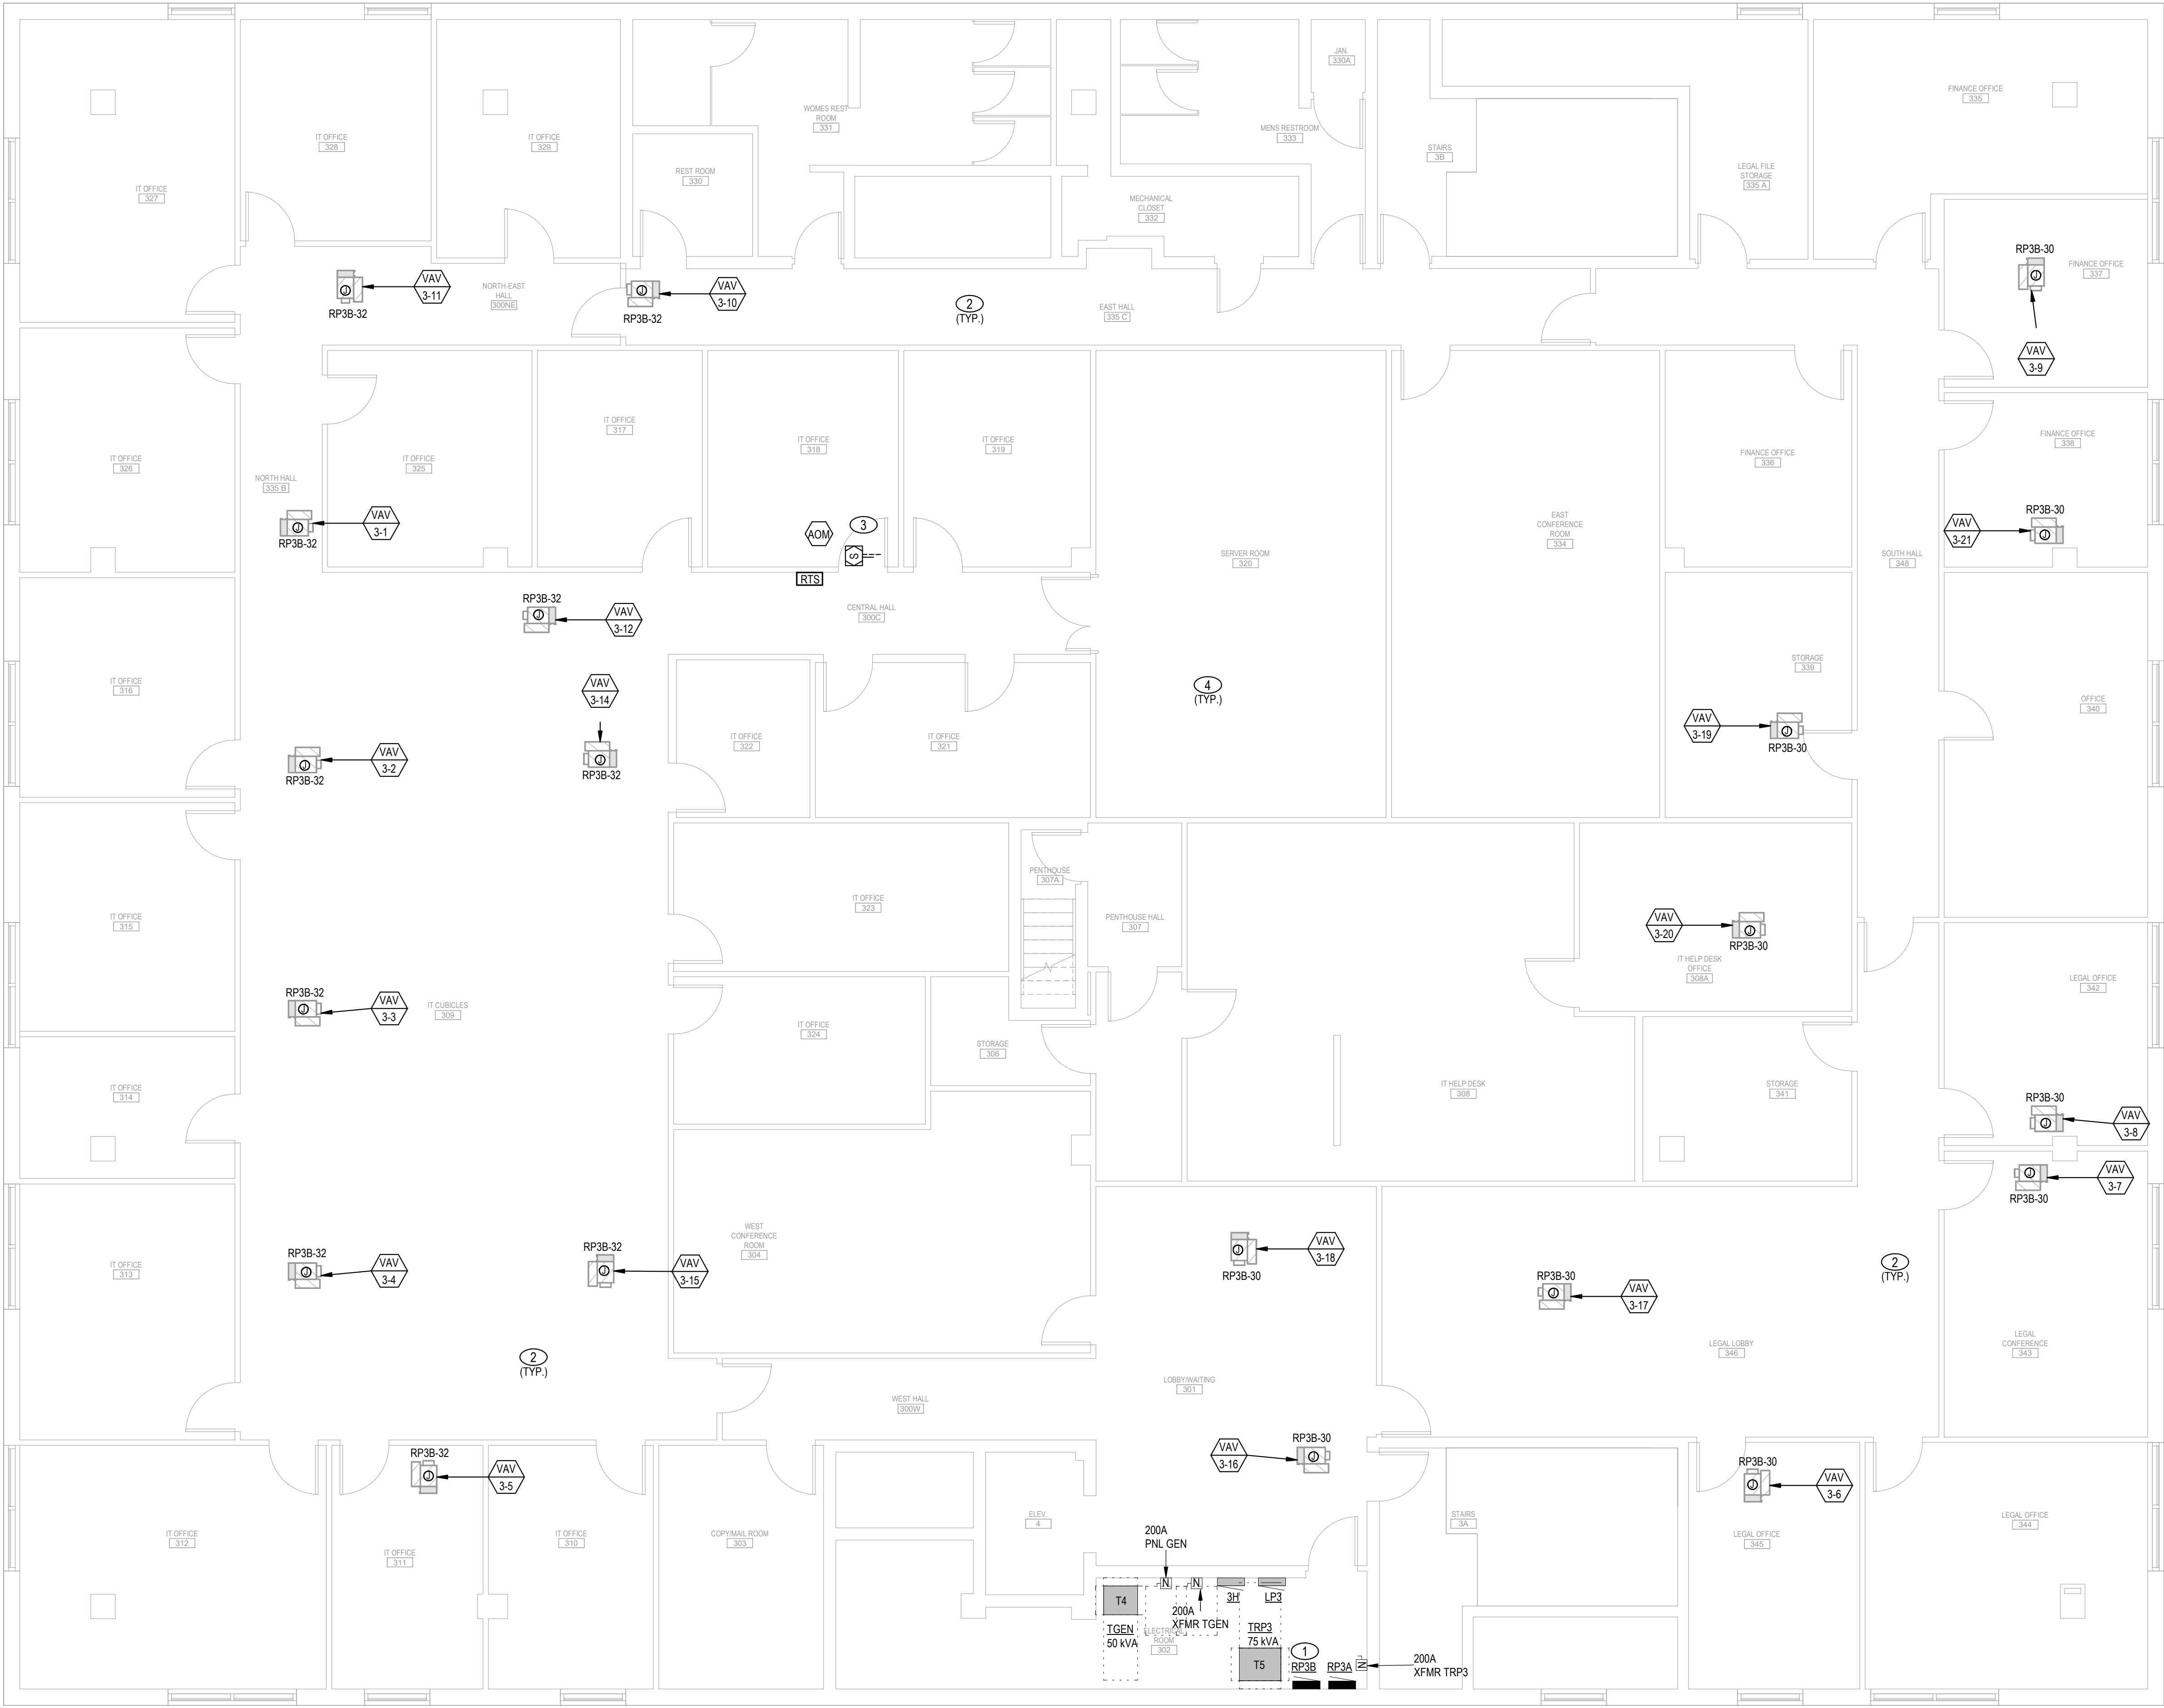 JAN.
330A
FINANCE OFFICE
335
WOMES REST
ROOM
331
IT OFFICE
328
IT OFFICE
329
MENS RESTROOM
333
STAIRS
3B
LEGAL FILE
STORAGE
335 A
IT OFFICE
327
REST ROOM
330
MECHANICAL
CLOSET
332
RP3B-30
FINANCE OFFICE
337
J
VAV
3-9
J
VAV
3-11
RP3B-32
NORTH-EAST
HALL
300NE
J
VAV
3-10
RP3B-32
2
(TYP.)
EAST HALL
335 C
IT OFFICE
326
IT OFFICE
325
IT OFFICE
317
IT OFFICE
318
IT OFFICE
319
FINANCE OFFICE
336
FINANCE OFFICE
338
NORTH HALL
335 B
J
VAV
3-1
RP3B-32
AOM
3
S
RTS
SERVER ROOM
320
EAST
CONFERENCE
ROOM
334
SOUTH HALL
348
RP3B-30
VAV
3-21
J
RP3B-32
J
VAV
3-12
CENTRAL HALL
300C
IT OFFICE
316
VAV
3-14
J
RP3B-32
4
(TYP.)
STORAGE
339
OFFICE
340
J
VAV
3-2
RP3B-32
IT OFFICE
322
IT OFFICE
321
VAV
3-19
J
RP3B-30
IT OFFICE
315
IT OFFICE
323
PENTHOUSE
307A
PENTHOUSE HALL
307
VAV
3-20
J
RP3B-30
IT HELP DESK
OFFICE
308A
LEGAL OFFICE
342
RP3B-32
J
VAV
3-3
IT CUBICLES
309
IT OFFICE
324
STORAGE
306
IT OFFICE
314
IT HELP DESK
308
STORAGE
341
RP3B-30
J
VAV
3-8
J
VAV
3-7
RP3B-30
IT OFFICE
313
RP3B-32
J
VAV
3-4
RP3B-32
J
VAV
3-15
WEST
CONFERENCE
ROOM
304
J
VAV
3-18
RP3B-30
RP3B-30
J
VAV
3-17
2
(TYP.)
LEGAL LOBBY
346
LEGAL
CONFERENCE
343
2
(TYP.)
WEST HALL
300W
LOBBY/WAITING
301
RP3B-32
J
VAV
3-5
VAV
3-16
RP3B-30
J
RP3B-30
J
VAV
3-6
IT OFFICE
312
IT OFFICE
311
IT OFFICE
310
COPY/MAIL ROOM
303
ELEV.
4
STAIRS
3A
LEGAL OFFICE
345
LEGAL OFFICE
344
200A
PNL GEN
N
N
T4
3H
LP3
200A
XFMR TGEN
TGEN
50 kVA
ELECTRICAL
ROOM
302
TRP3
75 kVA
T5
1
RP3B
RP3A
N
200A
XFMR TRP3